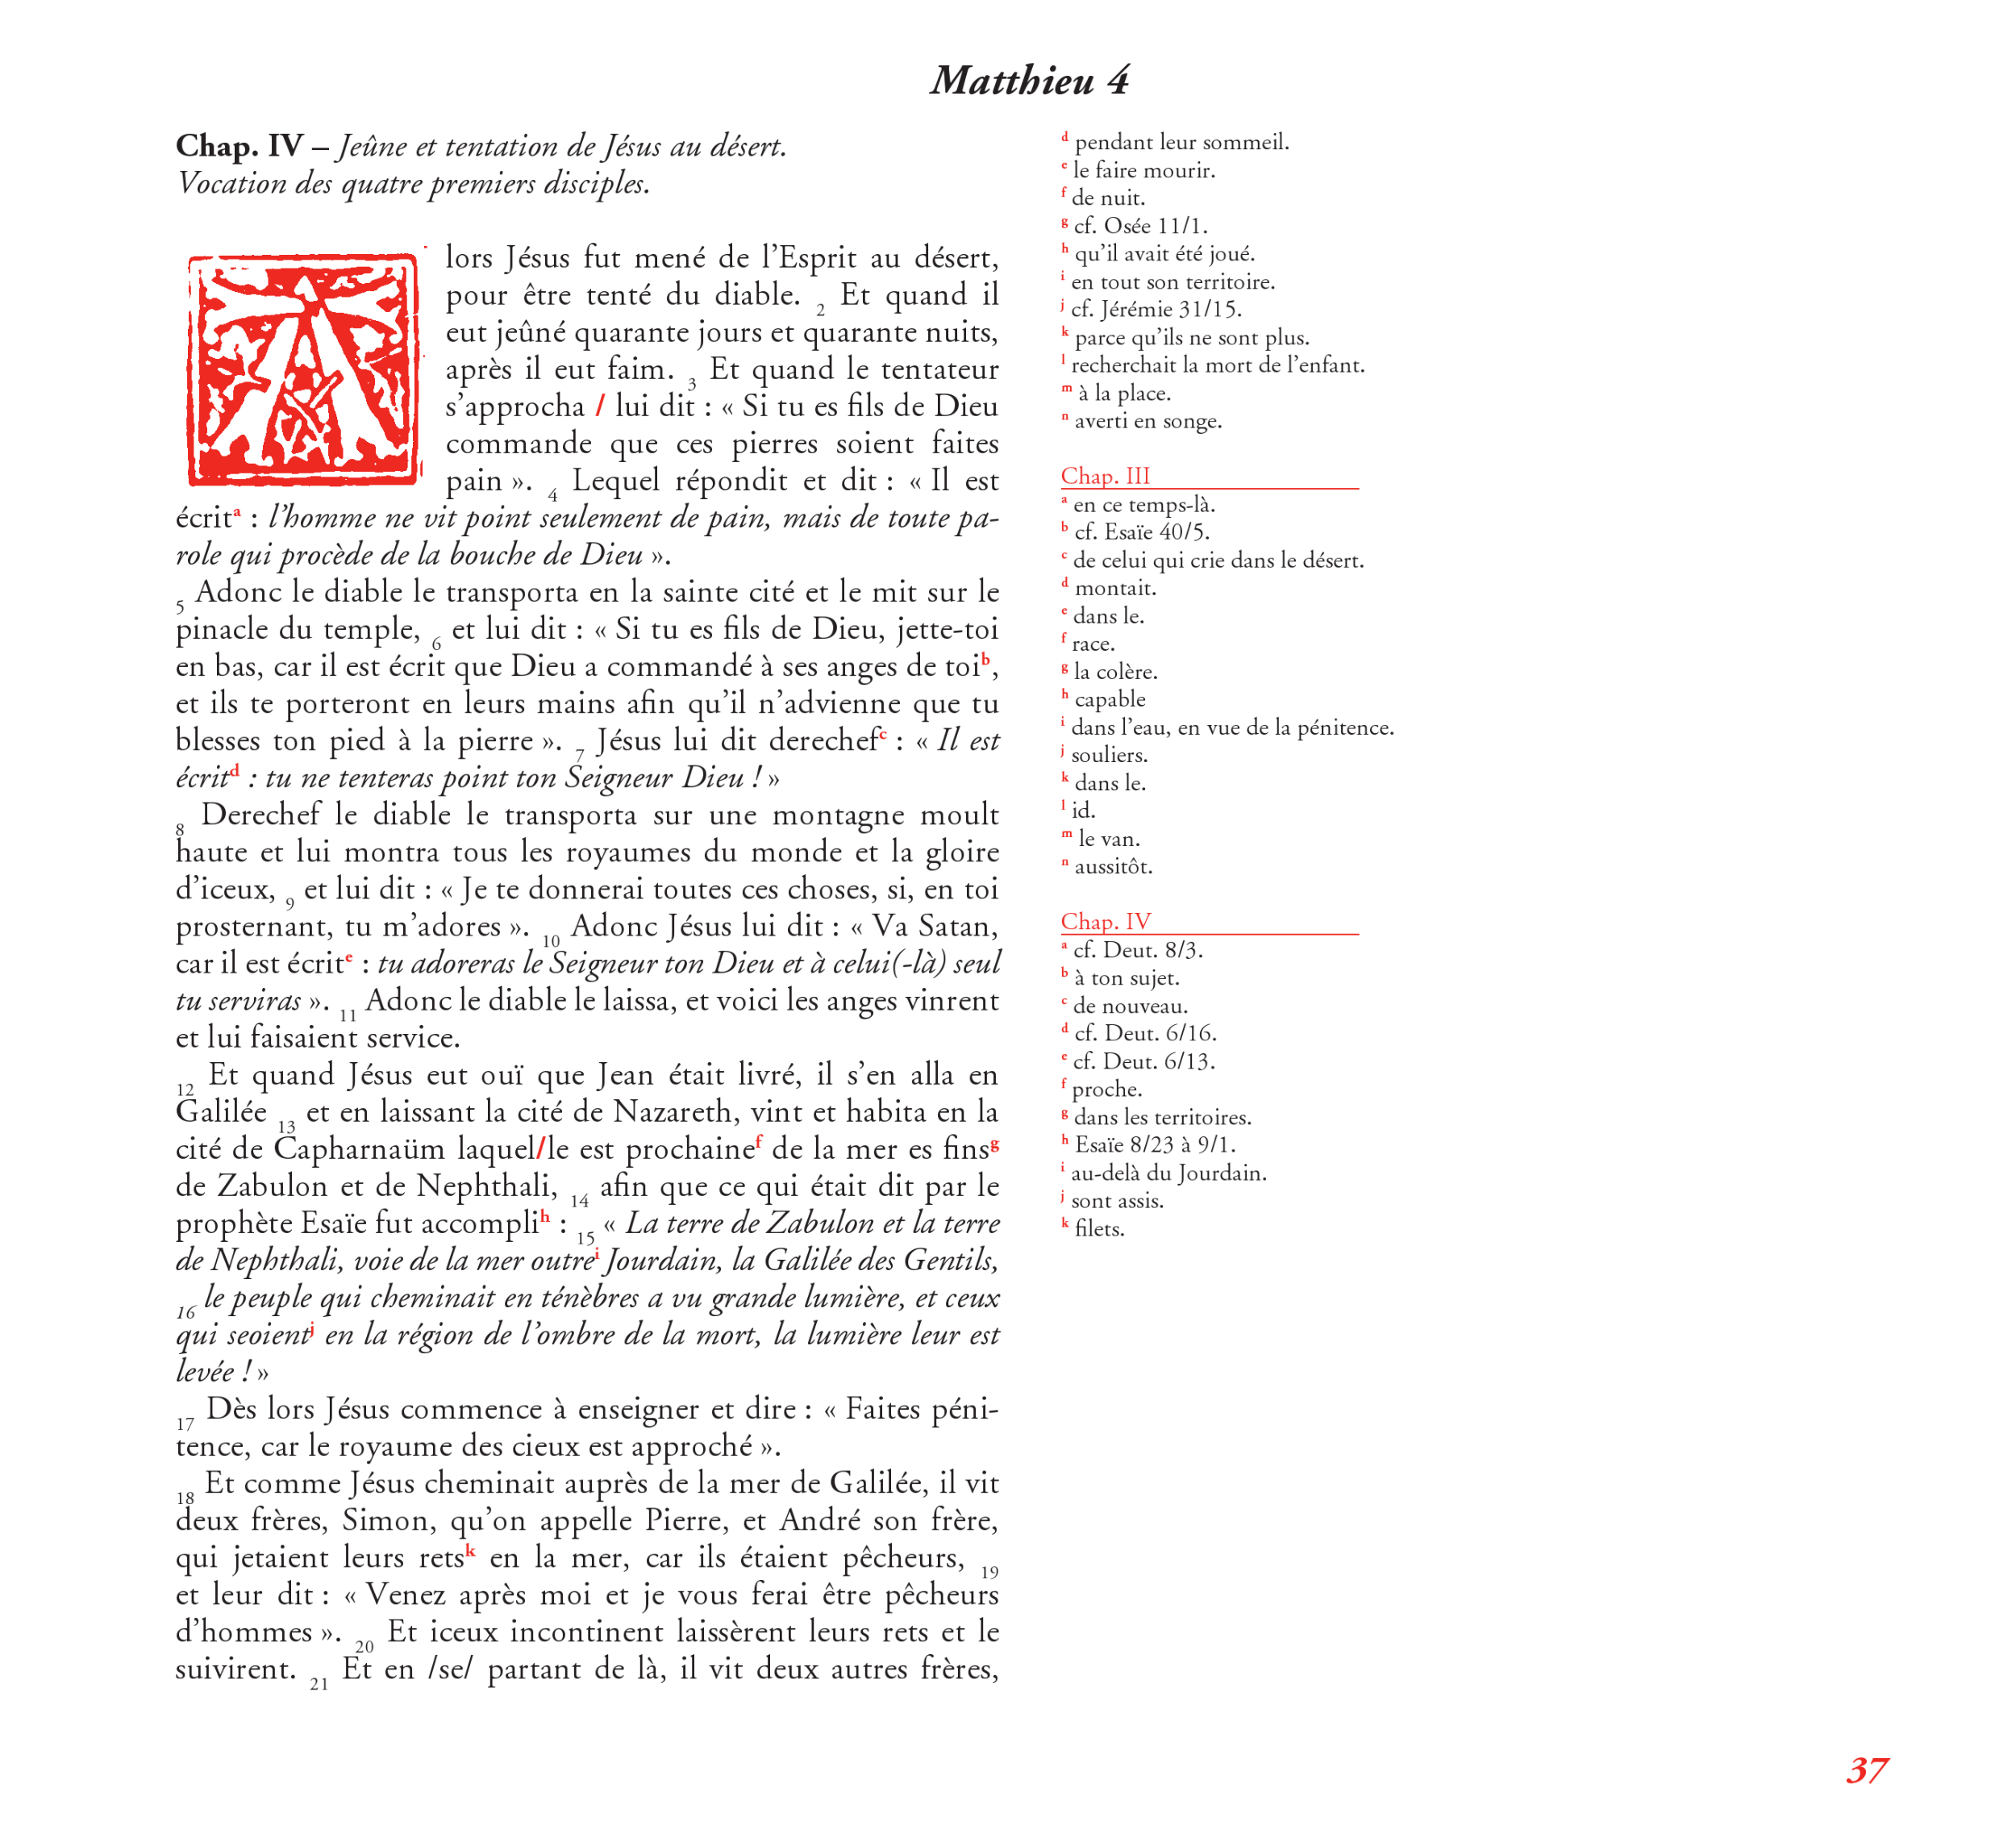 Matthieu 4
Chap. IV – Jeûne et tentation de Jésus au désert.
Vocation des quatre premiers disciples.
Alors Jésus fut mené de l’Esprit au désert,
pour être tenté du diable. 2 Et quand il
eut jeûné quarante jours et quarante nuits,
après il eut faim. 3 Et quand le tentateur
s’approcha / lui dit : « Si tu es fils de Dieu
commande que ces pierres soient faites
pain ». 4 Lequel répondit et dit : « Il est
écrita : l’homme ne vit point seulement de pain, mais de toute pa-
role qui procède de la bouche de Dieu ».
5 Adonc le diable le transporta en la sainte cité et le mit sur le
pinacle du temple, 6 et lui dit : « Si tu es fils de Dieu, jette-toi
en bas, car il est écrit que Dieu a commandé à ses anges de toib,
et ils te porteront en leurs mains afin qu’il n’advienne que tu
blesses ton pied à la pierre ». 7 Jésus lui dit derechefc : « Il est
écritd : tu ne tenteras point ton Seigneur Dieu ! »
8 Derechef le diable le transporta sur une montagne moult
haute et lui montra tous les royaumes du monde et la gloire
d’iceux, 9 et lui dit : « Je te donnerai toutes ces choses, si, en toi
prosternant, tu m’adores ». 10 Adonc Jésus lui dit : « Va Satan,
car il est écrite : tu adoreras le Seigneur ton Dieu et à celui(-là) seul
tu serviras ». 11 Adonc le diable le laissa, et voici les anges vinrent
et lui faisaient service.
12 Et quand Jésus eut ouï que Jean était livré, il s’en alla en
Galilée 13 et en laissant la cité de Nazareth, vint et habita en la
cité de Capharnaüm laquel/le est prochainef de la mer es finsg
de Zabulon et de Nephthali, 14 afin que ce qui était dit par le
prophète Esaïe fut accomplih : 15 « La terre de Zabulon et la terre
de Nephthali, voie de la mer outrei Jourdain, la Galilée des Gentils,
16 le peuple qui cheminait en ténèbres a vu grande lumière, et ceux
qui seoientj en la région de l’ombre de la mort, la lumière leur est
levée ! »
17 Dès lors Jésus commence à enseigner et dire : « Faites péni-
tence, car le royaume des cieux est approché ».
18 Et comme Jésus cheminait auprès de la mer de Galilée, il vit
deux frères, Simon, qu’on appelle Pierre, et André son frère,
qui jetaient leurs retsk en la mer, car ils étaient pêcheurs, 19
et leur dit : « Venez après moi et je vous ferai être pêcheurs
d’hommes ». 20 Et iceux incontinent laissèrent leurs rets et le
suivirent. 21 Et en /se/ partant de là, il vit deux autres frères,
d pendant leur sommeil.
e le faire mourir.
f de nuit.
g cf. Osée 11/1.
h qu’il avait été joué.
i en tout son territoire.
j cf. Jérémie 31/15.
k parce qu’ils ne sont plus.
l recherchait la mort de l’enfant.
m à la place.
n averti en songe.
Chap. III
a en ce temps-là.
b cf. Esaïe 40/5.
c de celui qui crie dans le désert.
d montait.
e dans le.
f race.
g la colère.
h capable
i dans l’eau, en vue de la pénitence.
j souliers.
k dans le.
l id.
m le van.
n aussitôt.
Chap. IV
a cf. Deut. 8/3.
b à ton sujet.
c de nouveau.
d cf. Deut. 6/16.
e cf. Deut. 6/13.
f proche.
g dans les territoires.
h Esaïe 8/23 à 9/1.
i au-delà du Jourdain.
j sont assis.
k filets.
37